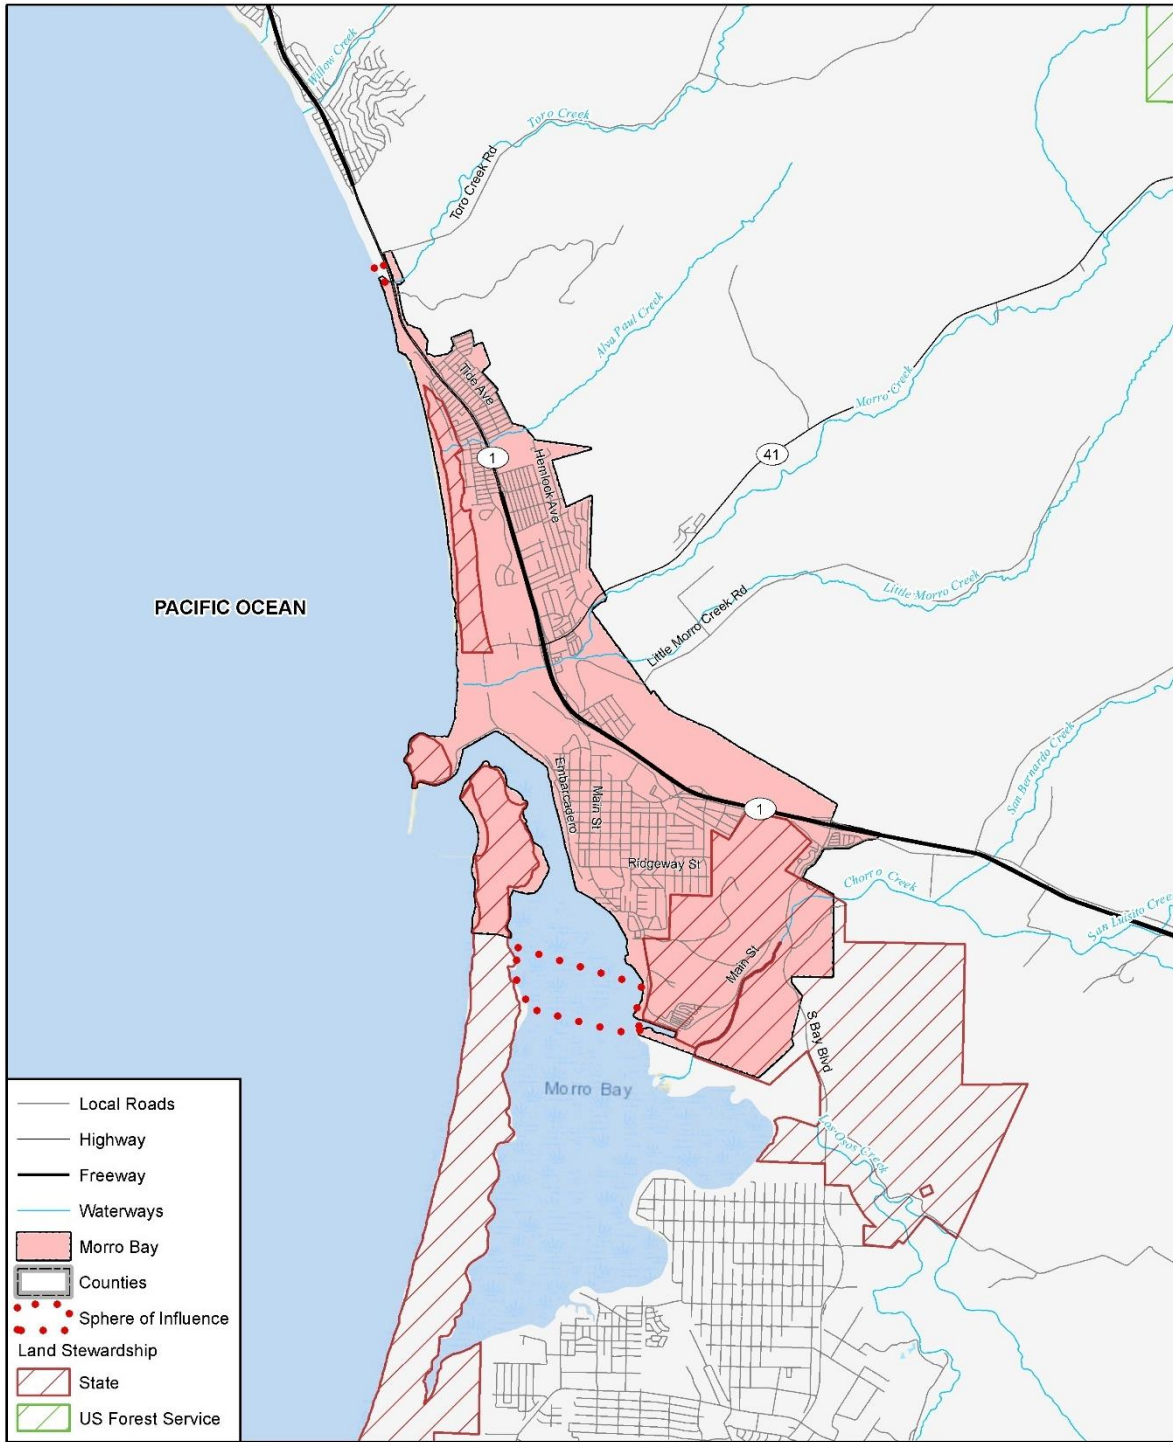 Willow Creek
Toro Creek
Toro Creek Rd
Alva Paul Creek
Tide Ave
Morro Creek
1
41
Hemlock Ave
Little Morro Creek
PACIFIC OCEAN
Little Morro Creek Rd
San Bernardo Creek
Embarcadero
Main St
1
Ridgeway St
Chorro Creek
San Luisito Creek
Main St
S Bay Blvd
Morro Bay
Los Osos Creek
Local Roads
Highway
Freeway
Waterways
Morro Bay
Counties
Sphere of Influence
Land Stewardship
State
US Forest Service